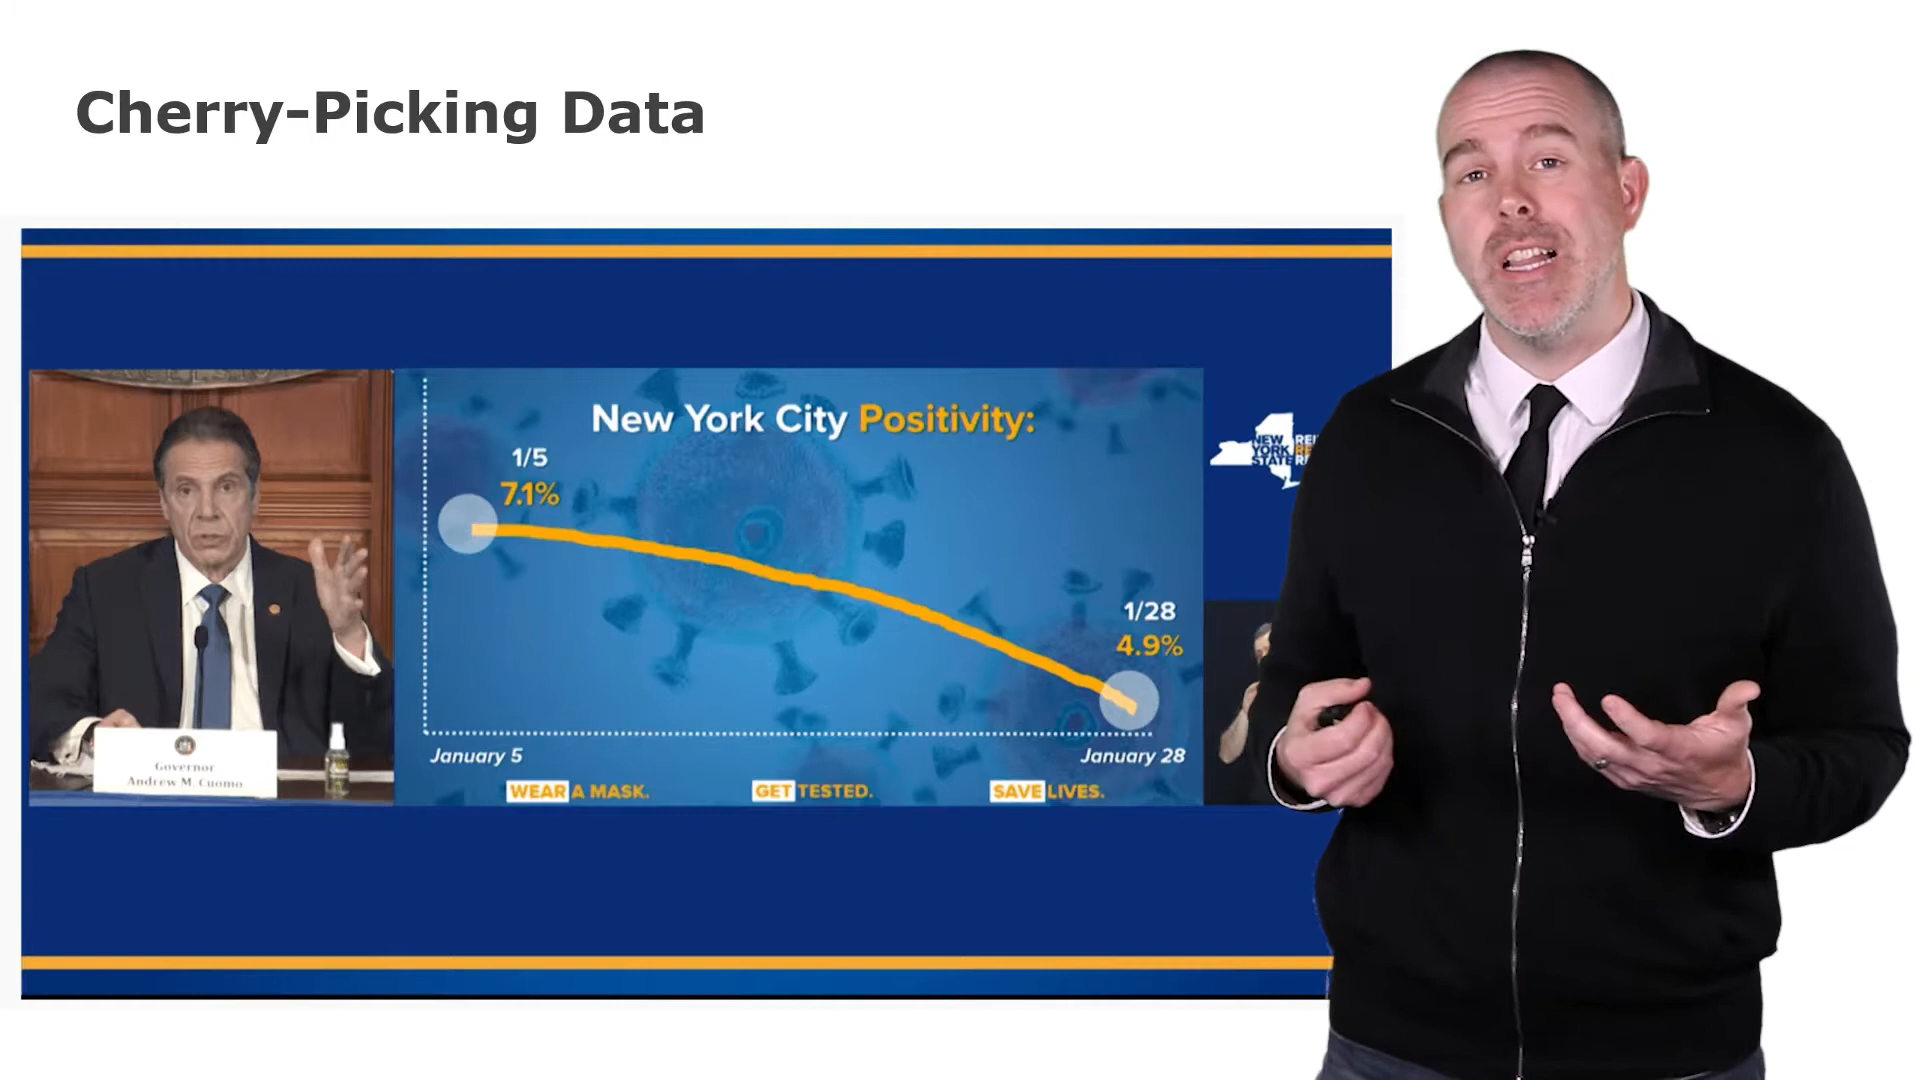 Cherry-Picking Data
New York City Positivity:
1/5
7.1%
1/28
4.9%
NEW
YORK
STATE
January 5
January 28
WEAR A MASK.
GET TESTED.
SAVE LIVES.
Governor
Andrew M. Cuomo